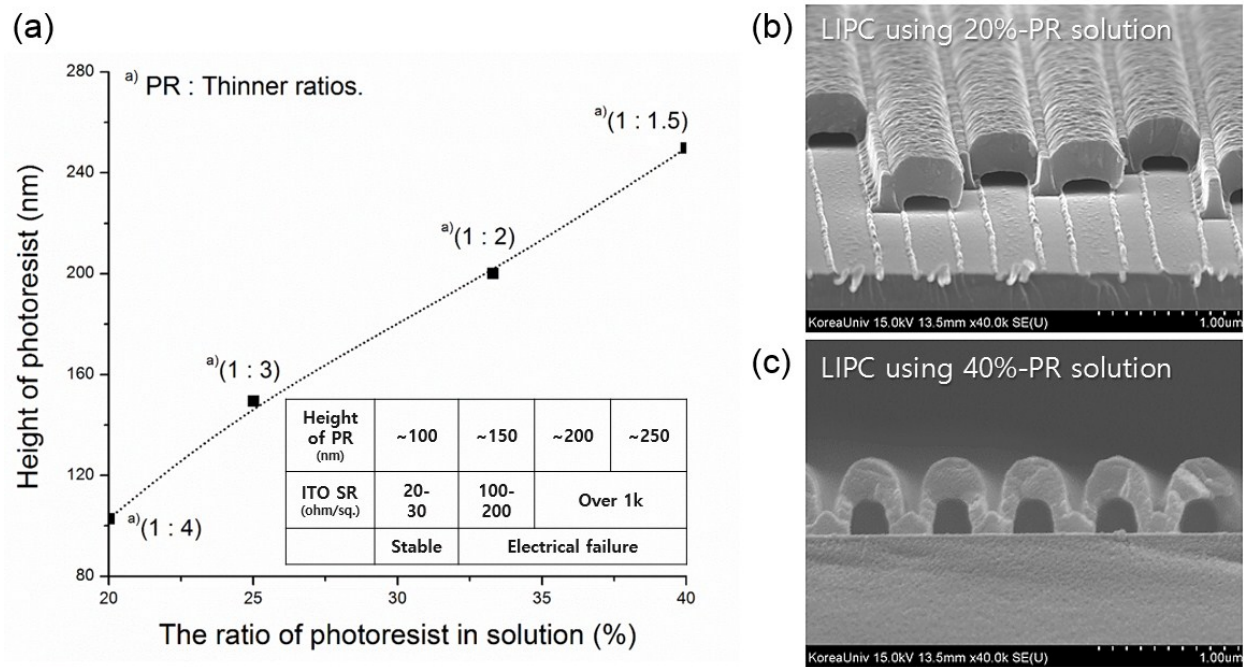 (a)
280
240
200
160
120
80
Height of photoresist (nm)
a) PR : Thinner ratios.
a)(1 : 1.5)
a)(1 : 2)
a)(1 : 3)
a)(1 : 4)
Height of PR (nm) ~100 ~150 ~200 ~250
ITO SR (ohm/sq.) 20-30 100-200 Over 1k
Stable Electrical failure
20 25 30 35 40
The ratio of photoresist in solution (%)
(b)
LIPC using 20%-PR solution
KoreaUniv 15.0kV 13.5mm x40.0k SE(U) 1.00um
(c)
LIPC using 40%-PR solution
KoreaUniv 15.0kV 13.5mm x40.0k SE(U) 1.00um